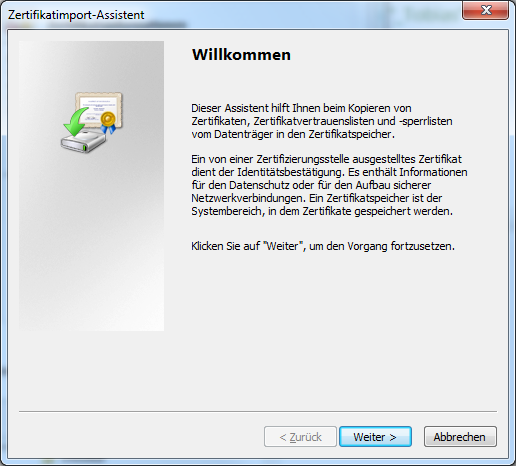 Zertifikatimport-Assistent
Willkommen
Dieser Assistent hilft Ihnen beim Kopieren von
Zertifikaten, Zertifikatvertrauenslisten und -sperrlisten
vom Datenträger in den Zertifikatspeicher.
Ein von einer Zertifizierungsstelle ausgestelltes Zertifikat
dient der Identitätsbestätigung. Es enthält Informationen
für den Datenschutz oder für den Aufbau sicherer
Netzwerkverbindungen. Ein Zertifikatspeicher ist der
Systembereich, in dem Zertifikate gespeichert werden.
Klicken Sie auf "Weiter", um den Vorgang fortzusetzen.
< Zurück Weiter > Abbrechen